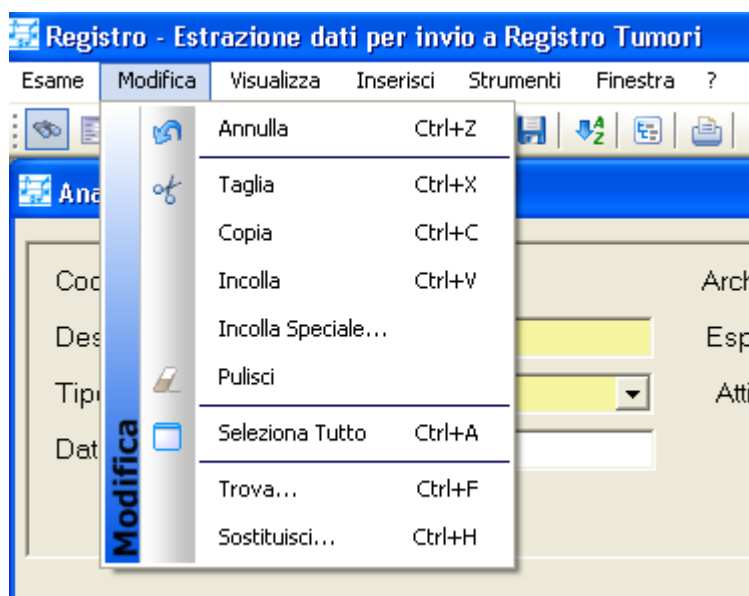 Registro - Estrazione dati per invio a Registro Tumori
Esame Modifica Visualizza Inserisci Strumenti Finestra ?
Annulla Ctrl+Z
Taglia Ctrl+X
Copia Ctrl+C
Incolla Ctrl+V
Incolla Speciale...
Pulisci
Seleziona Tutto Ctrl+A
Trova... Ctrl+F
Sostituisci... Ctrl+H
Modifica